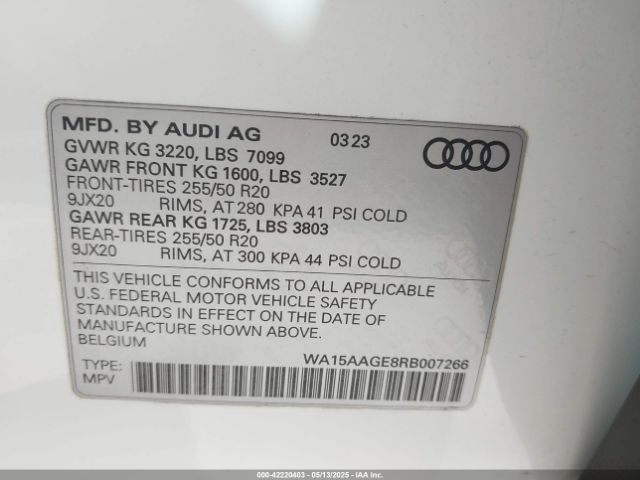 MFD. BY AUDI AG 03 23
GVWR KG 3220, LBS 7099
GAWR FRONT KG 1600, LBS 3527
FRONT-TIRES 255/50 R20
9JX20 RIMS, AT 280 KPA 41 PSI COLD
GAWR REAR KG 1725, LBS 3803
REAR-TIRES 255/50 R20
9JX20 RIMS, AT 300 KPA 44 PSI COLD
THIS VEHICLE CONFORMS TO ALL APPLICABLE
U.S. FEDERAL MOTOR VEHICLE SAFETY
STANDARDS IN EFFECT ON THE DATE OF
MANUFACTURE SHOWN ABOVE.
BELGIUM
TYPE: WA15AAGE8RB007266
MPV
000-42220403 - 05/13/2025 - IAAI.COM